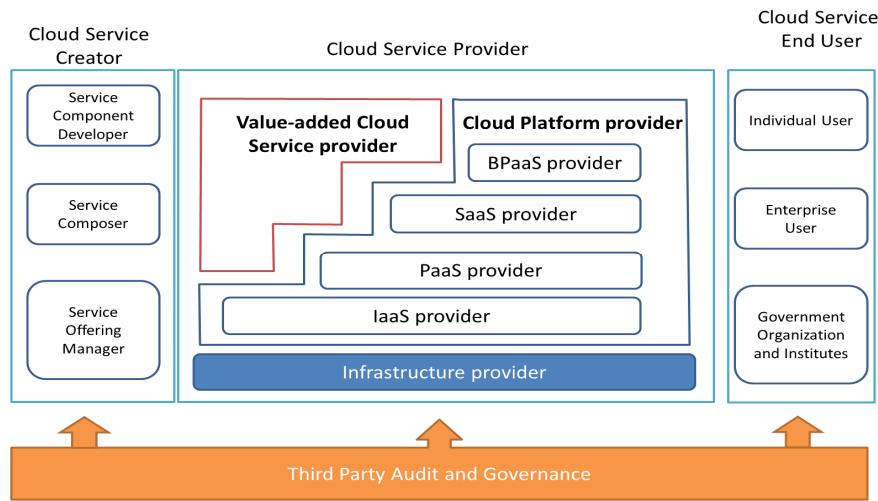 Cloud Service
Creator
Service
Component
Developer
Service
Composer
Service
Offering
Manager
Cloud Service Provider
Value-added Cloud
Service provider
Cloud Platform provider
BPaaS provider
SaaS provider
PaaS provider
IaaS provider
Infrastructure provider
Cloud Service
End User
Individual User
Enterprise
User
Government
Organization
and Institutes
Third Party Audit and Governance